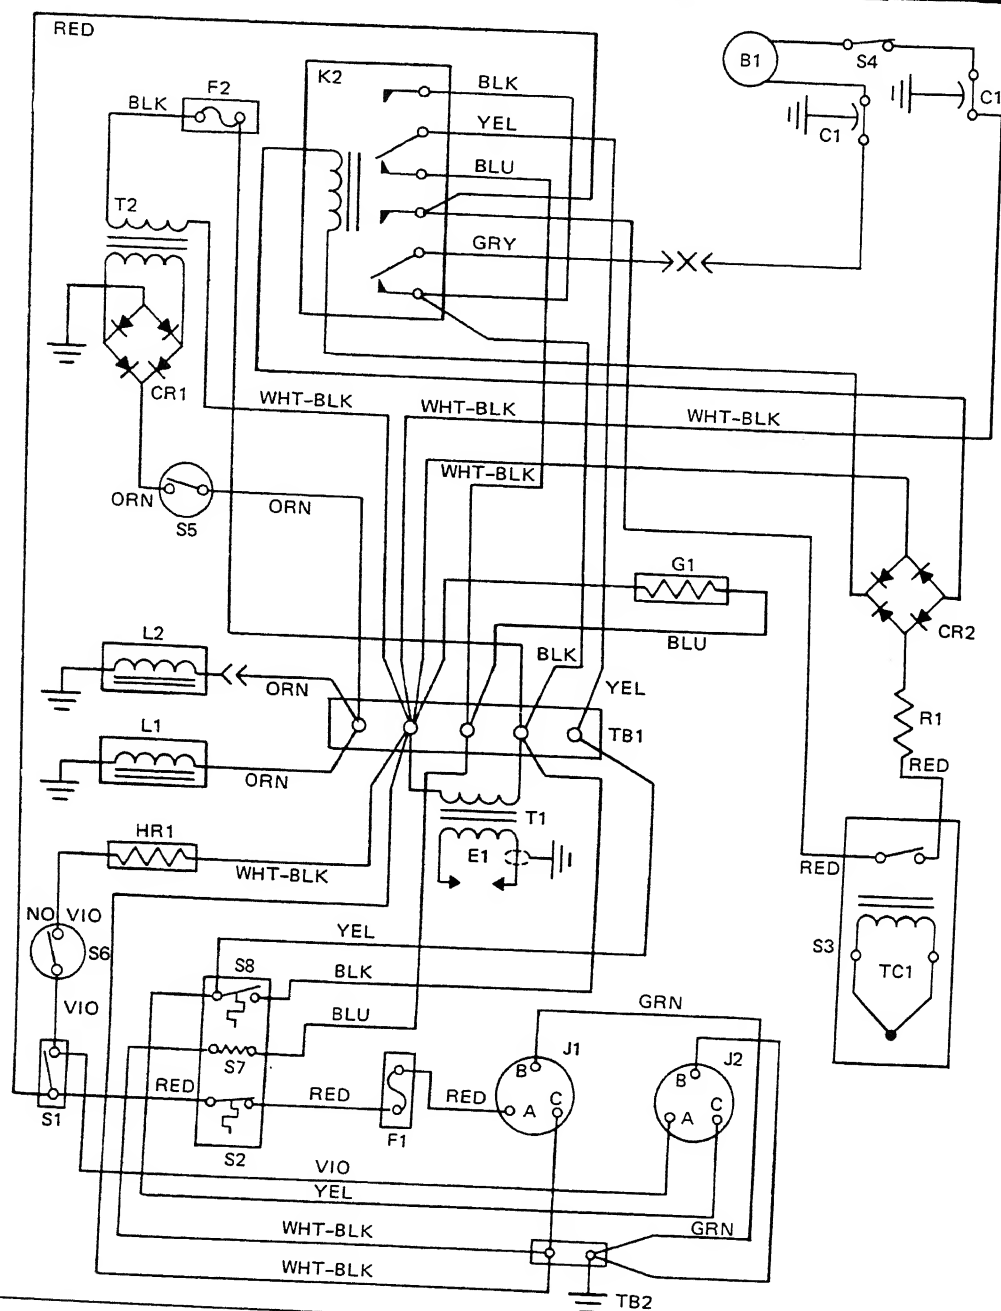 RED
B1
S4
K2
F2
BLK
BLK
C1
C1
YEL
BLU
T2
GRY
CR1
WHT-BLK
WHT-BLK
WHT-BLK
WHT-BLK
ORN
S5
ORN
G1
CR2
L2
BLU
BLK
ORN
YEL
R1
TB1
L1
RED
ORN
T1
HR1
E1
WHT-BLK
RED
NO
VIO
S6
YEL
S3
TC1
S8
BLK
VIO
GRN
BLU
J1
J2
S7
B
B
RED
RED
RED
A
C
A
C
S1
F1
S2
VIO
YEL
WHT-BLK
GRN
WHT-BLK
TB2